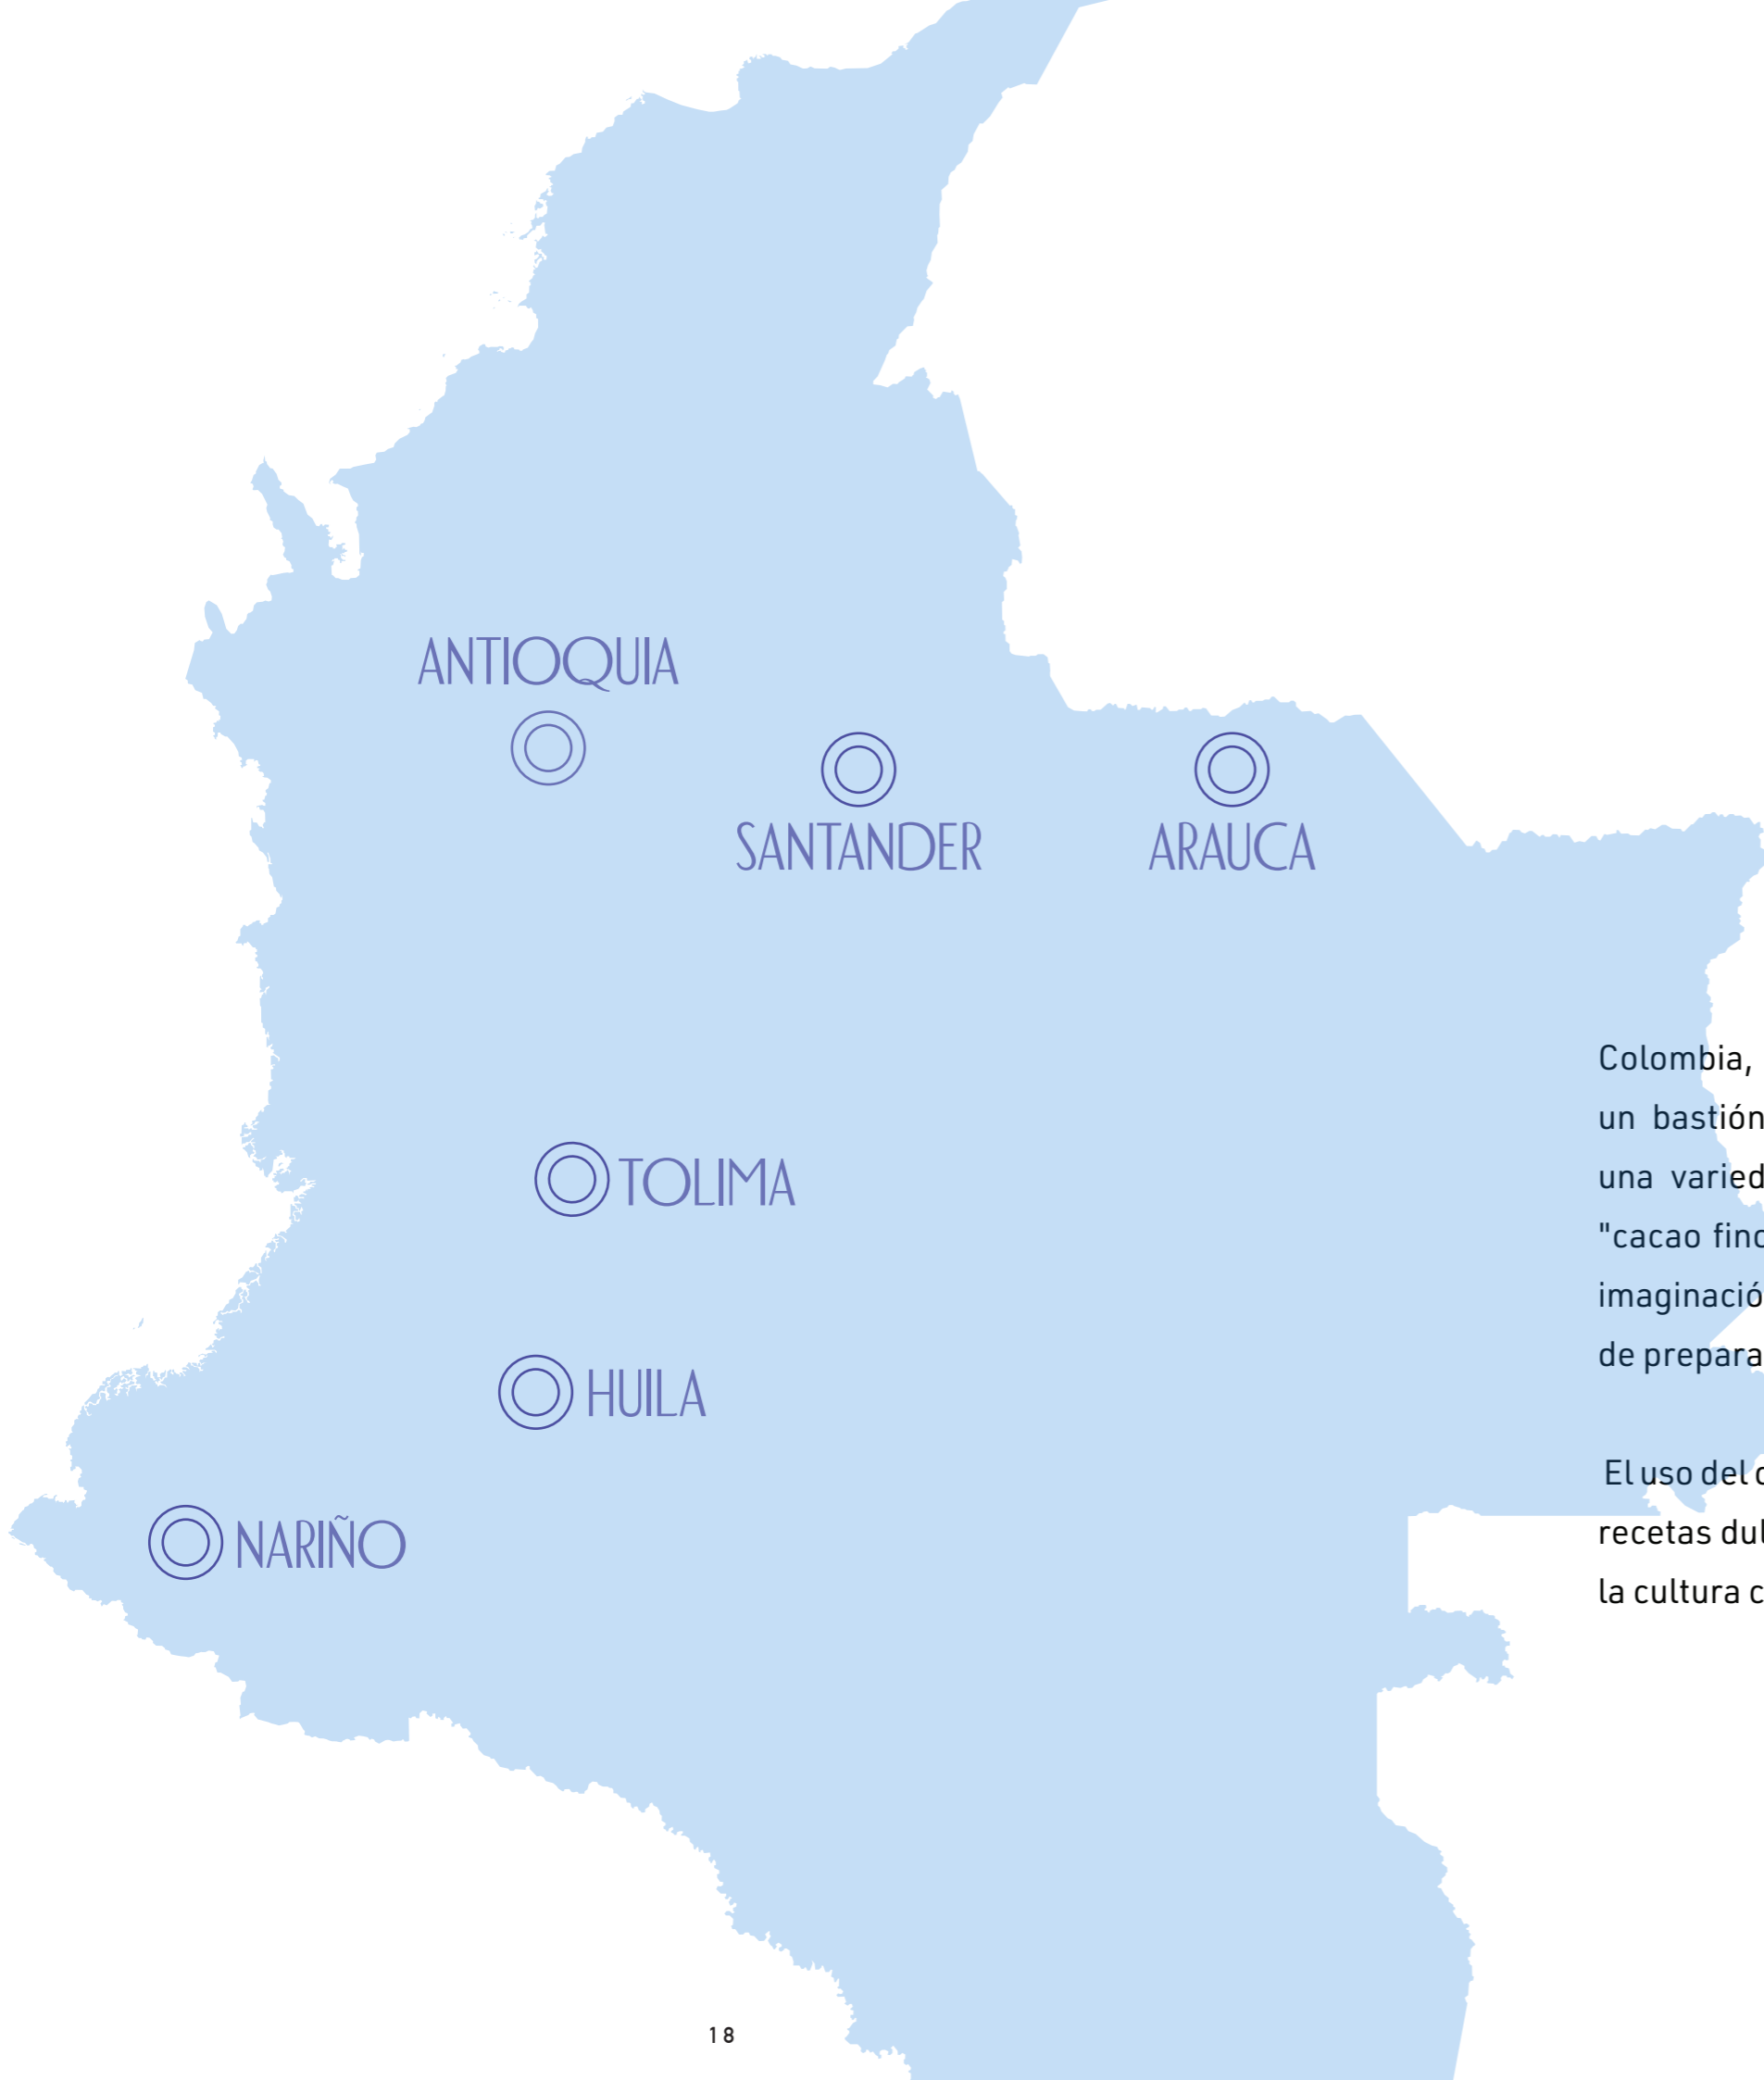 ANTIOQUIA
SANTANDER
ARAUCA
TOLIMA
HUILA
NARIÑO
Colombia,
un bastión
una varied
"cacao fino
imaginació
de prepara
El uso del
recetas dul
la cultura c
18